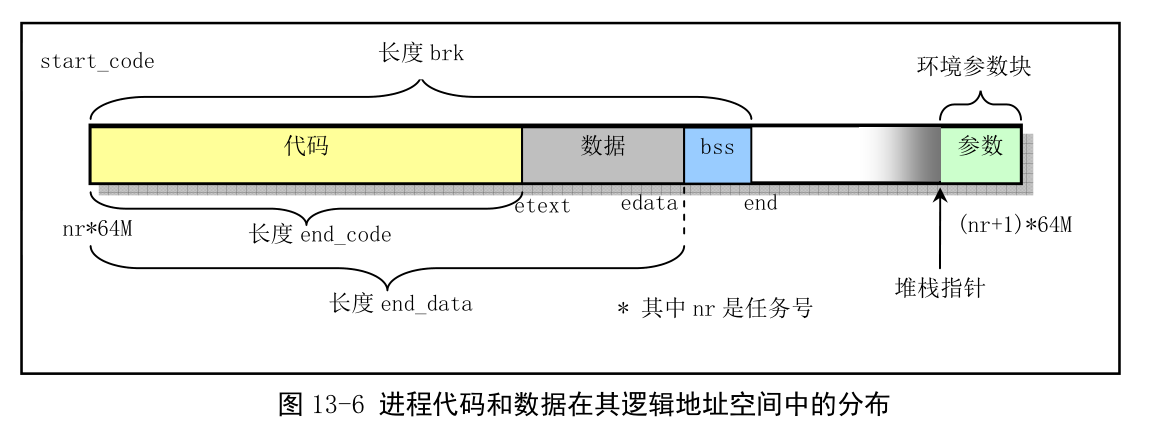 长度 brk
start_code
环境参数块
代码
数据
bss
参数
etext
edata
end
nr*64M
长度 end_code
(nr+1)*64M
堆栈指针
长度 end_data
* 其中 nr 是任务号
图 13-6 进程代码和数据在其逻辑地址空间中的分布